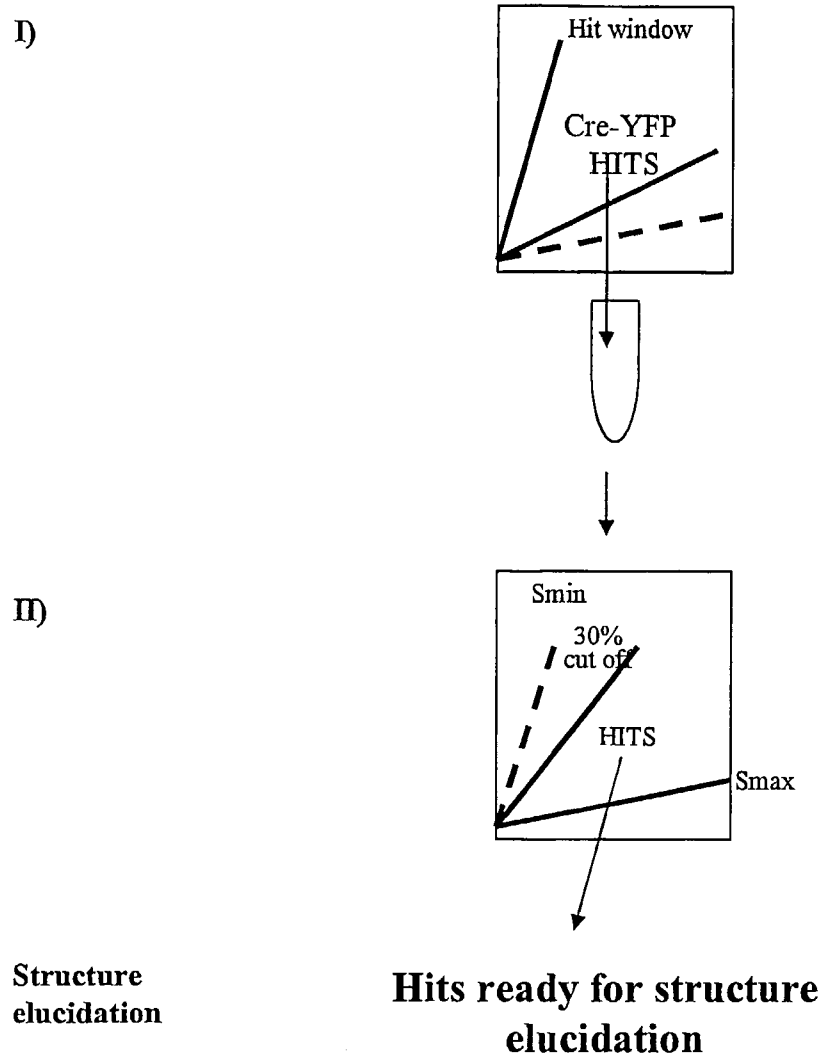 I)
Hit window
Cre-YFP
HITS
II)
Smin
30%
cut off
HITS
Smax
Structure
elucidation
Hits ready for structure
elucidation